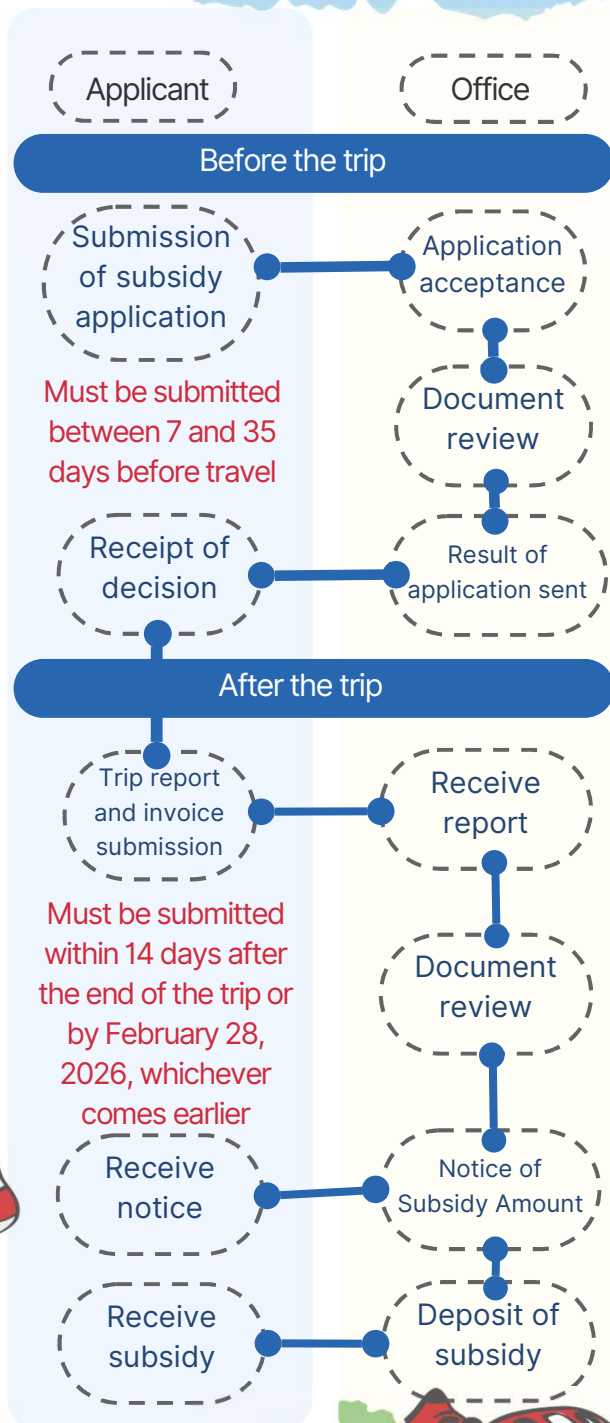 Applicant
Office
Before the trip
Submission
of subsidy
application
Application
acceptance
Must be submitted
between 7 and 35
days before travel
Document
review
Receipt of
decision
Result of
application sent
After the trip
Trip report
and invoice
submission
Receive
report
Must be submitted
within 14 days after
the end of the trip or
by February 28,
2026, whichever
comes earlier
Document
review
Receive
notice
Notice of
Subsidy Amount
Receive
subsidy
Deposit of
subsidy